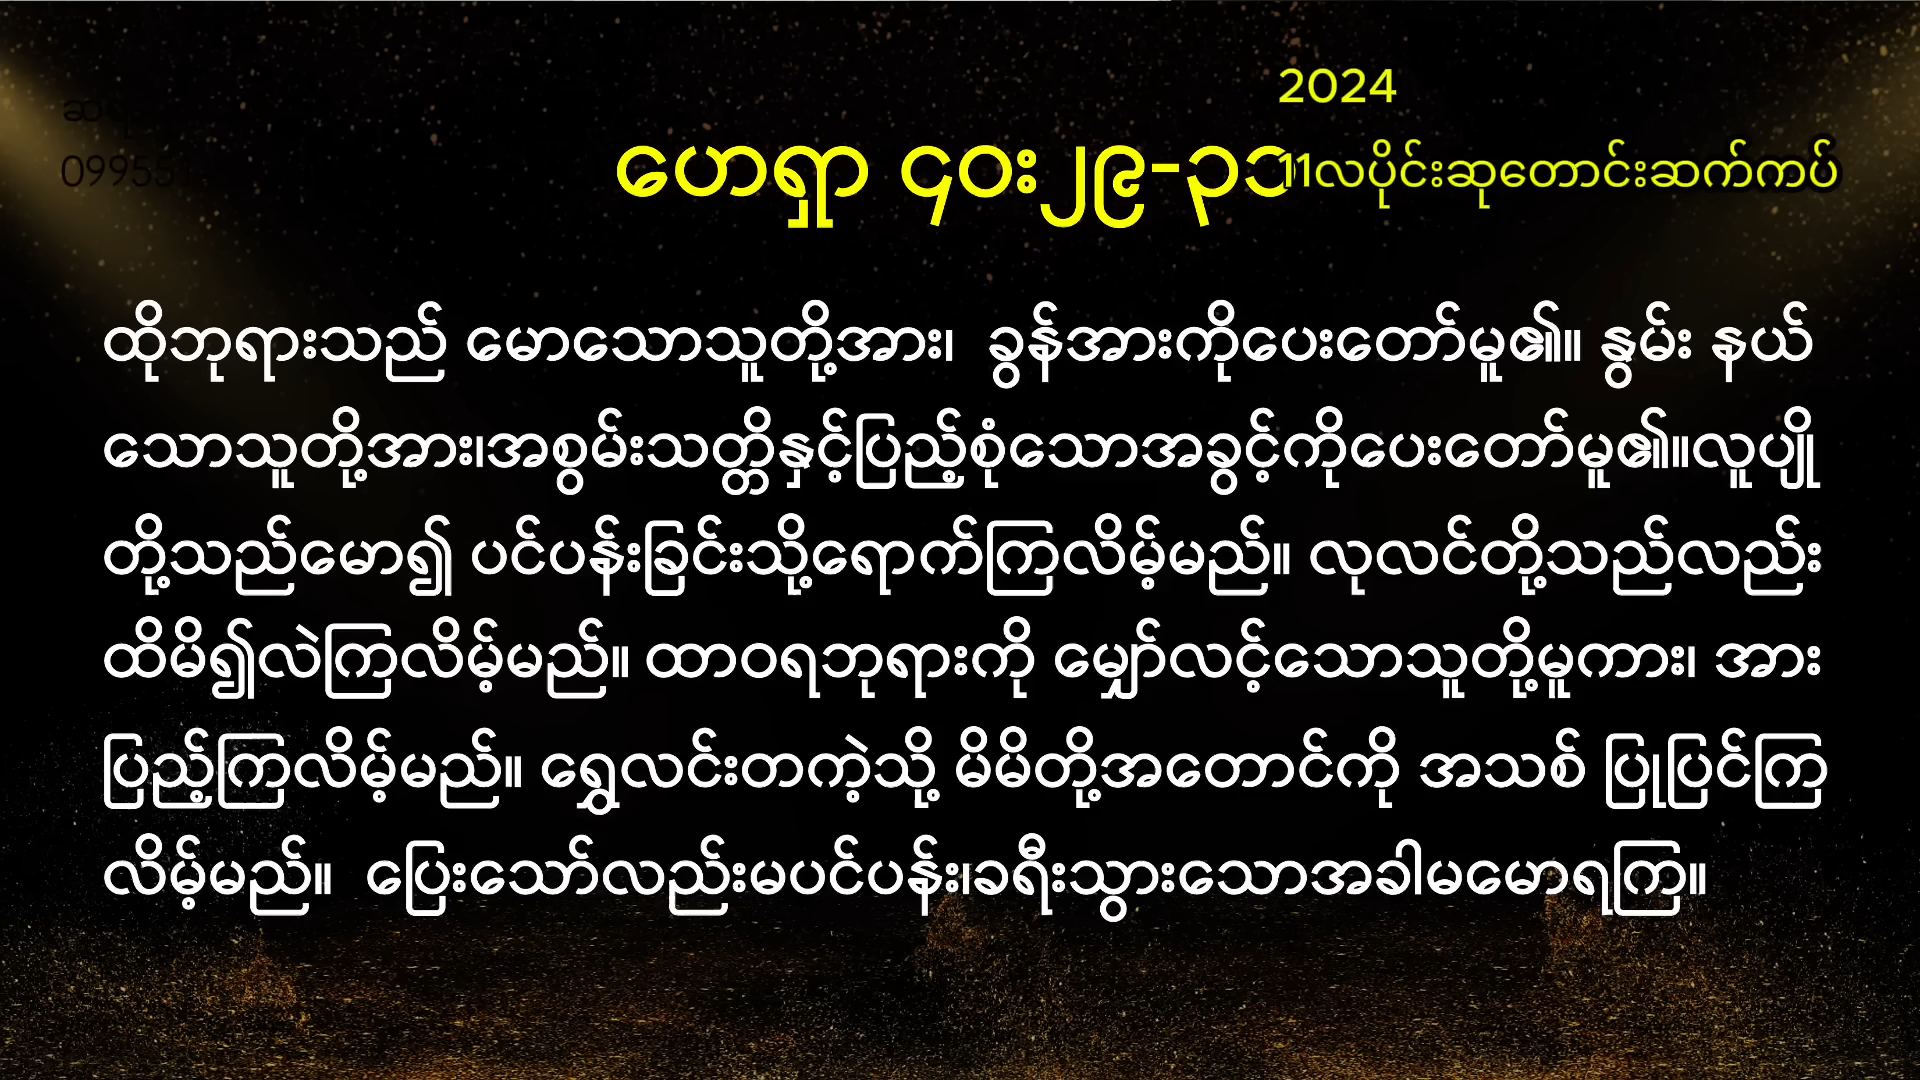 2024
ဟေရှာ ၄၀း၂၉-၃၁
11လပိုင်းဆုတောင်းဆက်ကပ်
09955
ထိုဘုရားသည် မောသောသူတို့အား၊ ခွန်အားကိုပေးတော်မူ၏။ နွမ်း နယ်
သောသူတို့အား၊အစွမ်းသတ္တိနှင့်ပြည့်စုံသောအခွင့်ကိုပေးတော်မူ၏။လူပျို
တို့သည်မော၍ ပင်ပန်းခြင်းသို့ရောက်ကြလိမ့်မည်။ လုလင်တို့သည်လည်း
ထိမိ၍လဲကြလိမ့်မည်။ ထာဝရဘုရားကို မျှော်လင့်သောသူတို့မူကား၊ အား
ပြည့်ကြလိမ့်မည်။ ရွှေလင်းတကဲ့သို့ မိမိတို့အတောင်ကို အသစ် ပြုပြင်ကြ
လိမ့်မည်။ ပြေးသော်လည်းမပင်ပန်း၊ခရီးသွားသောအခါမမောရကြ။